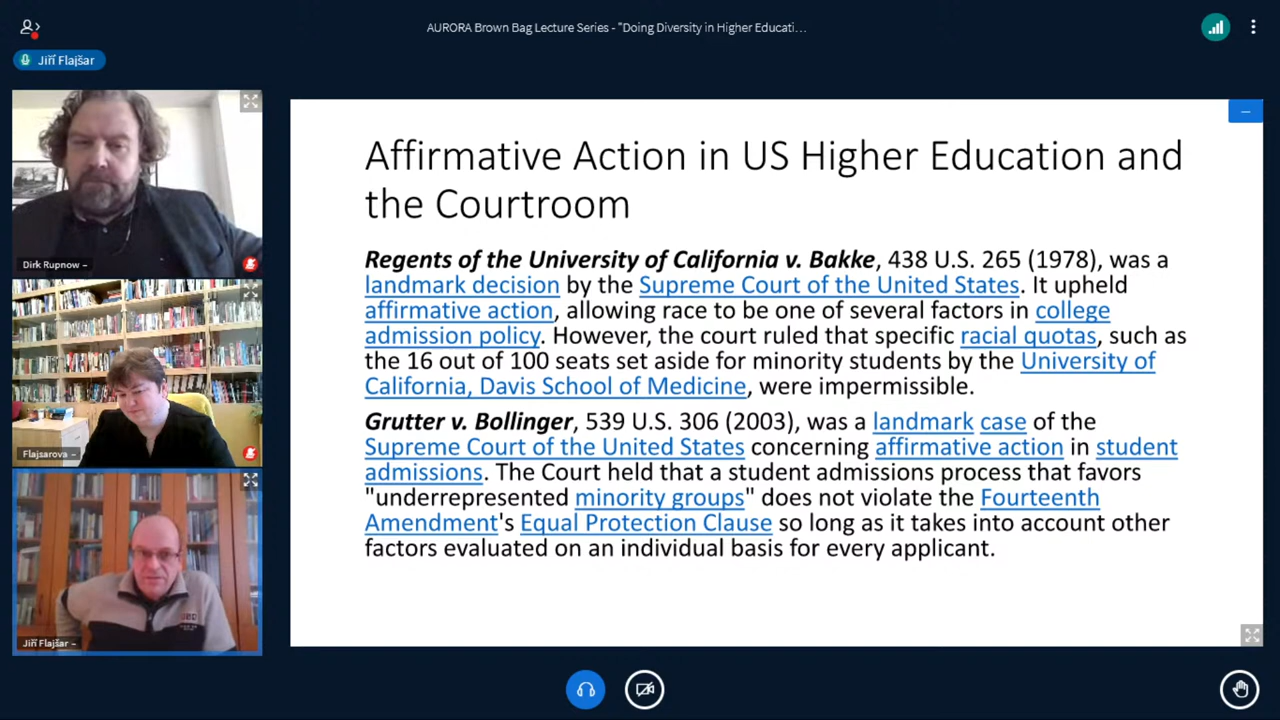 AURORA Brown Bag Lecture Series - "Doing Diversity in Higher Educati…
Jiří Flajšar
Dirk Rupnow –
Flajsarova –
Jiří Flajšar –
Affirmative Action in US Higher Education and
the Courtroom
Regents of the University of California v. Bakke, 438 U.S. 265 (1978), was a
landmark decision by the Supreme Court of the United States. It upheld
affirmative action, allowing race to be one of several factors in college
admission policy. However, the court ruled that specific racial quotas, such as
the 16 out of 100 seats set aside for minority students by the University of
California, Davis School of Medicine, were impermissible.
Grutter v. Bollinger, 539 U.S. 306 (2003), was a landmark case of the
Supreme Court of the United States concerning affirmative action in student
admissions. The Court held that a student admissions process that favors
"underrepresented minority groups" does not violate the Fourteenth
Amendment's Equal Protection Clause so long as it takes into account other
factors evaluated on an individual basis for every applicant.